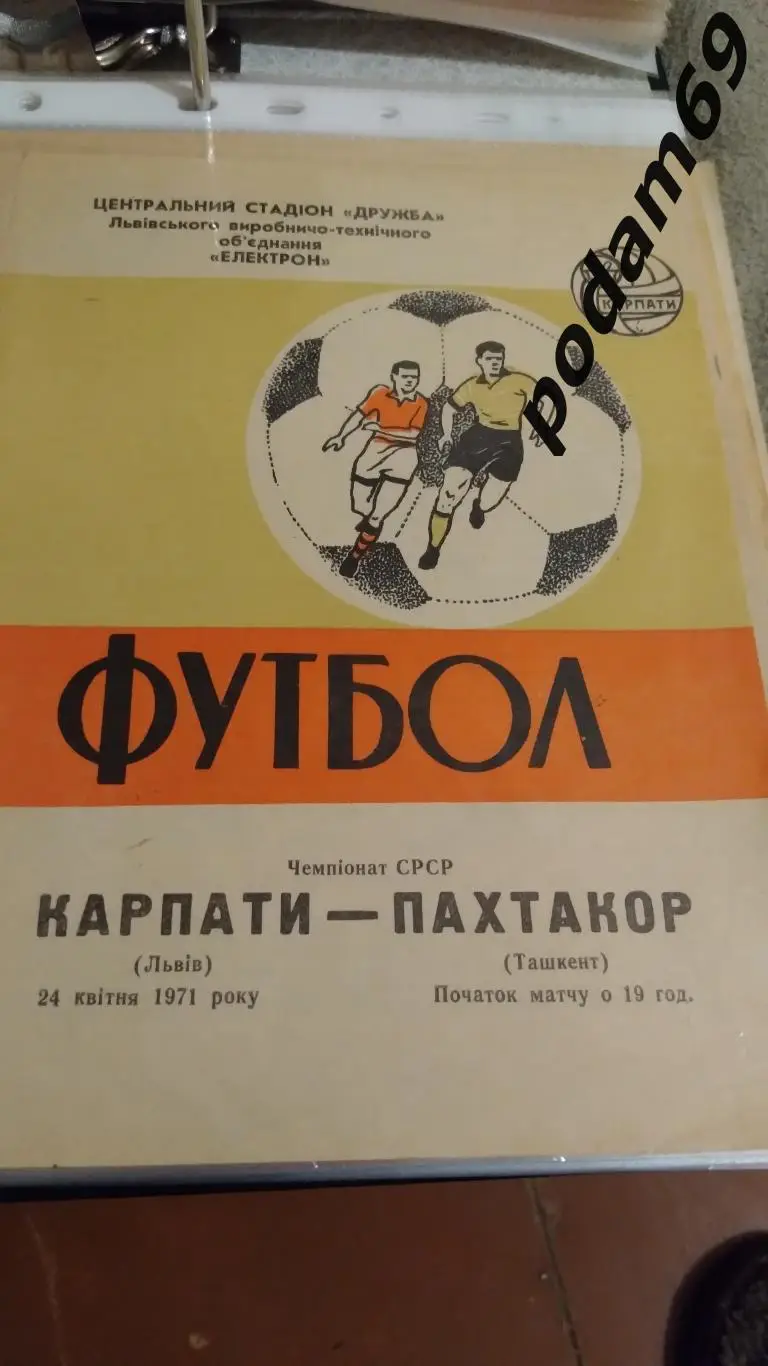 ЦЕНТРАЛЬНИЙ СТАДІОН «ДРУЖБА»
Львівського виробничо-технічного
об'єднання
«ЕЛЕКТРОН»
КАРПАТИ
podam69
ФУТБОЛ
Чемпіонат СРСР
КАРПАТИ — ПАХТАКОР
(Львів) (Ташкент)
24 квітня 1971 року Початок матчу о 19 год.